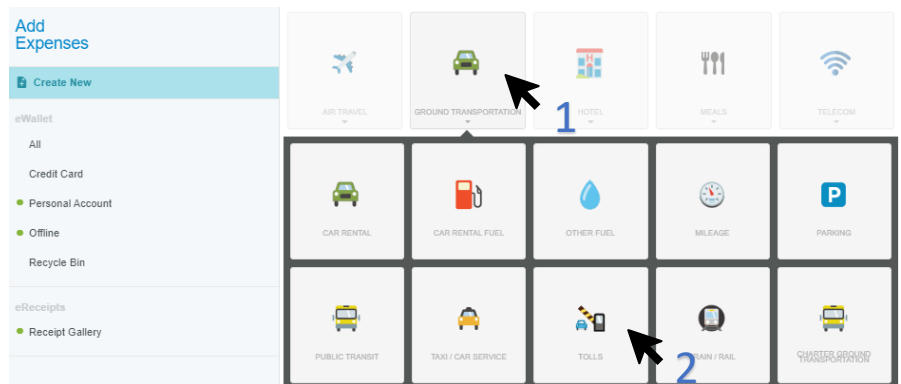 Add
Expenses
Create New
eWallet
All
Credit Card
Personal Account
Offline
Recycle Bin
eReceipts
Receipt Gallery
AIR TRAVEL
GROUND TRANSPORTATION
HOTEL
MEALS
TELECOM
1
CAR RENTAL
CAR RENTAL FUEL
OTHER FUEL
MILEAGE
P
PARKING
PUBLIC TRANSIT
TAXI / CAR SERVICE
TOLLS
2
RAIN / RAIL
CHARTER GROUND
TRANSPORTATION